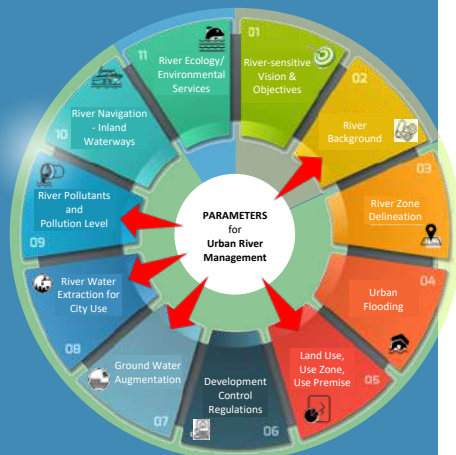 PARAMETERS
for
Urban River
Management
01
River-sensitive
Vision &
Objectives
02
River
Background
03
River Zone
Delineation
04
Urban
Flooding
05
Land Use,
Use Zone,
Use Premise
06
Development
Control
Regulations
07
Ground Water
Augmentation
08
River Water
Extraction for
City Use
09
River Pollutants
and
Pollution Level
10
River Navigation
- Inland
Waterways
11
River Ecology/
Environmental
Services